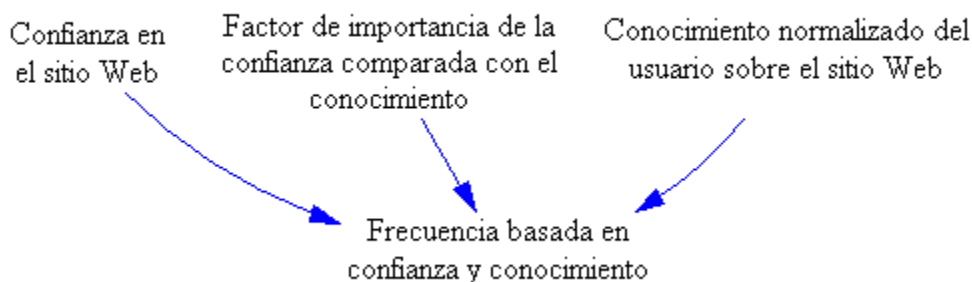 Confianza en
el sitio Web
Factor de importancia de la
confianza comparada con el
conocimiento
Conocimiento normalizado del
usuario sobre el sitio Web
Frecuencia basada en
confianza y conocimiento